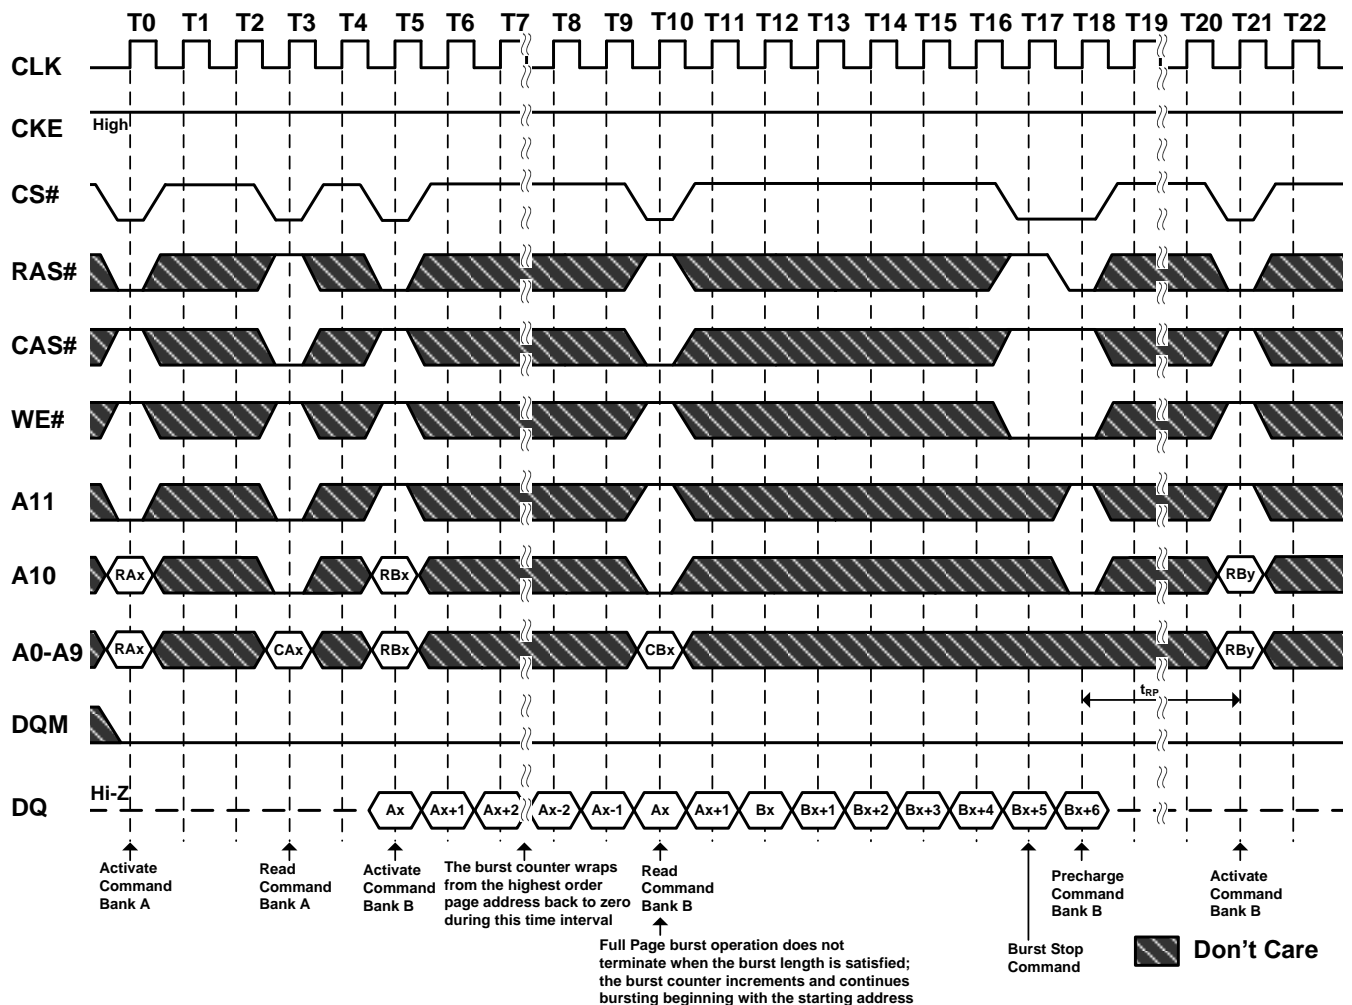 T0 T1 T2 T3 T4 T5 T6 T7 T8 T9 T10 T11 T12 T13 T14 T15 T16 T17 T18 T19 T20 T21 T22
CLK
CKE High
CS#
RAS#
CAS#
WE#
A11
A10 RAx RBx RBy
A0-A9 RAx CAx RBx CBx RBy
tRP
DQM
DQ Hi-Z Ax Ax+1 Ax+2 Ax-2 Ax-1 Ax Ax+1 Bx Bx+1 Bx+2 Bx+3 Bx+4 Bx+5 Bx+6
Activate
Command
Bank A
Read
Command
Bank A
Activate
Command
Bank B
The burst counter wraps
from the highest order
page address back to zero
during this time interval
Read
Command
Bank B
Full Page burst operation does not
terminate when the burst length is satisfied;
the burst counter increments and continues
bursting beginning with the starting address
Burst Stop
Command
Precharge
Command
Bank B
Activate
Command
Bank B
Don't Care